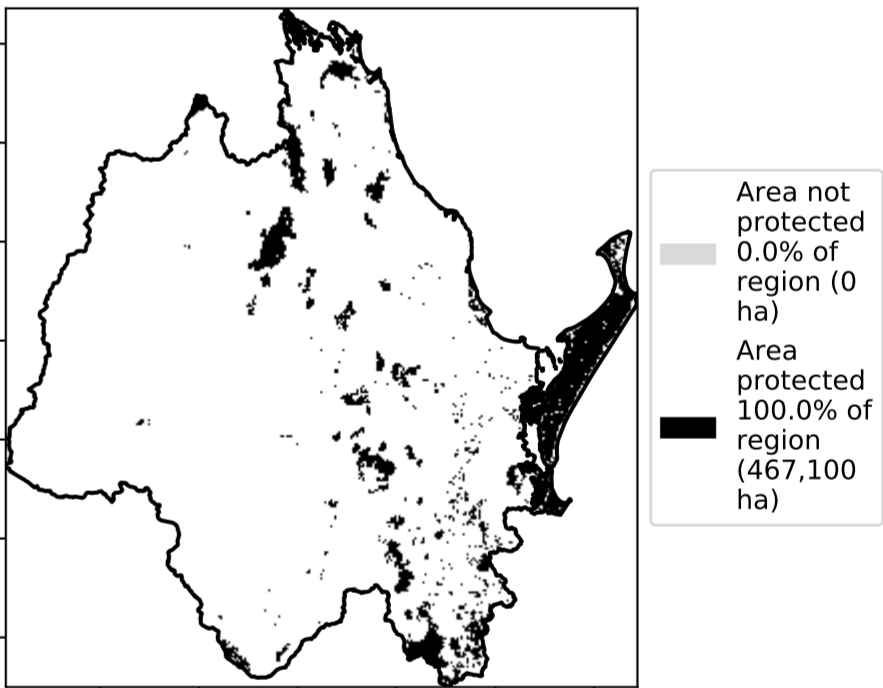 Area not
protected
0.0% of
region (0
ha)
Area
protected
100.0% of
region
(467,100
ha)